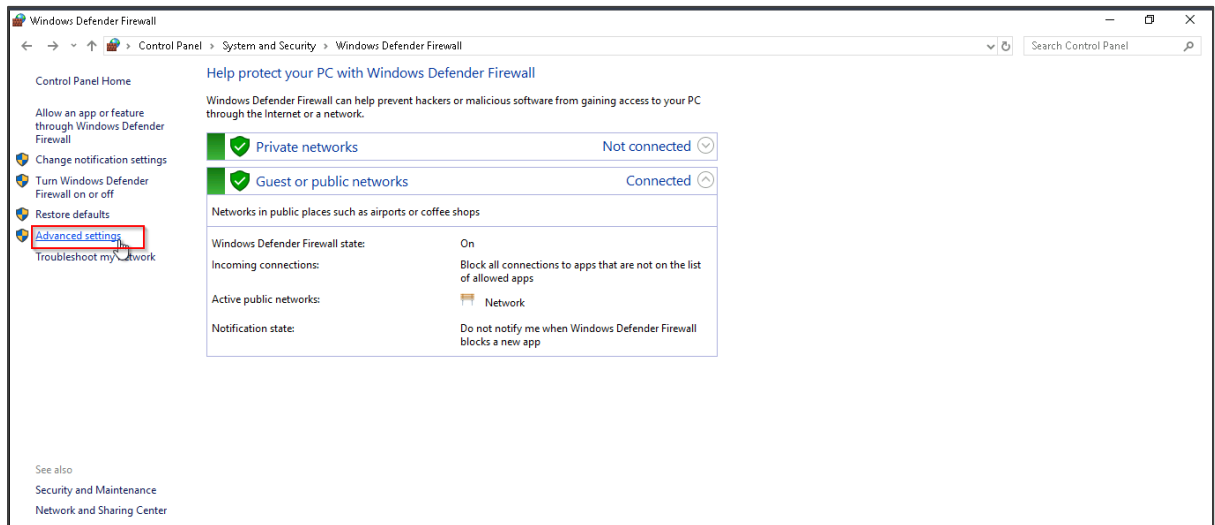 Windows Defender Firewall
Control Panel > System and Security > Windows Defender Firewall
Search Control Panel
Control Panel Home
Allow an app or feature
through Windows Defender
Firewall
Change notification settings
Turn Windows Defender
Firewall on or off
Restore defaults
Advanced settings
Troubleshoot my network
See also
Security and Maintenance
Network and Sharing Center
Help protect your PC with Windows Defender Firewall
Windows Defender Firewall can help prevent hackers or malicious software from gaining access to your PC
through the Internet or a network.
Private networks Not connected
Guest or public networks Connected
Networks in public places such as airports or coffee shops
Windows Defender Firewall state: On
Incoming connections: Block all connections to apps that are not on the list
of allowed apps
Active public networks: Network
Notification state: Do not notify me when Windows Defender Firewall
blocks a new app